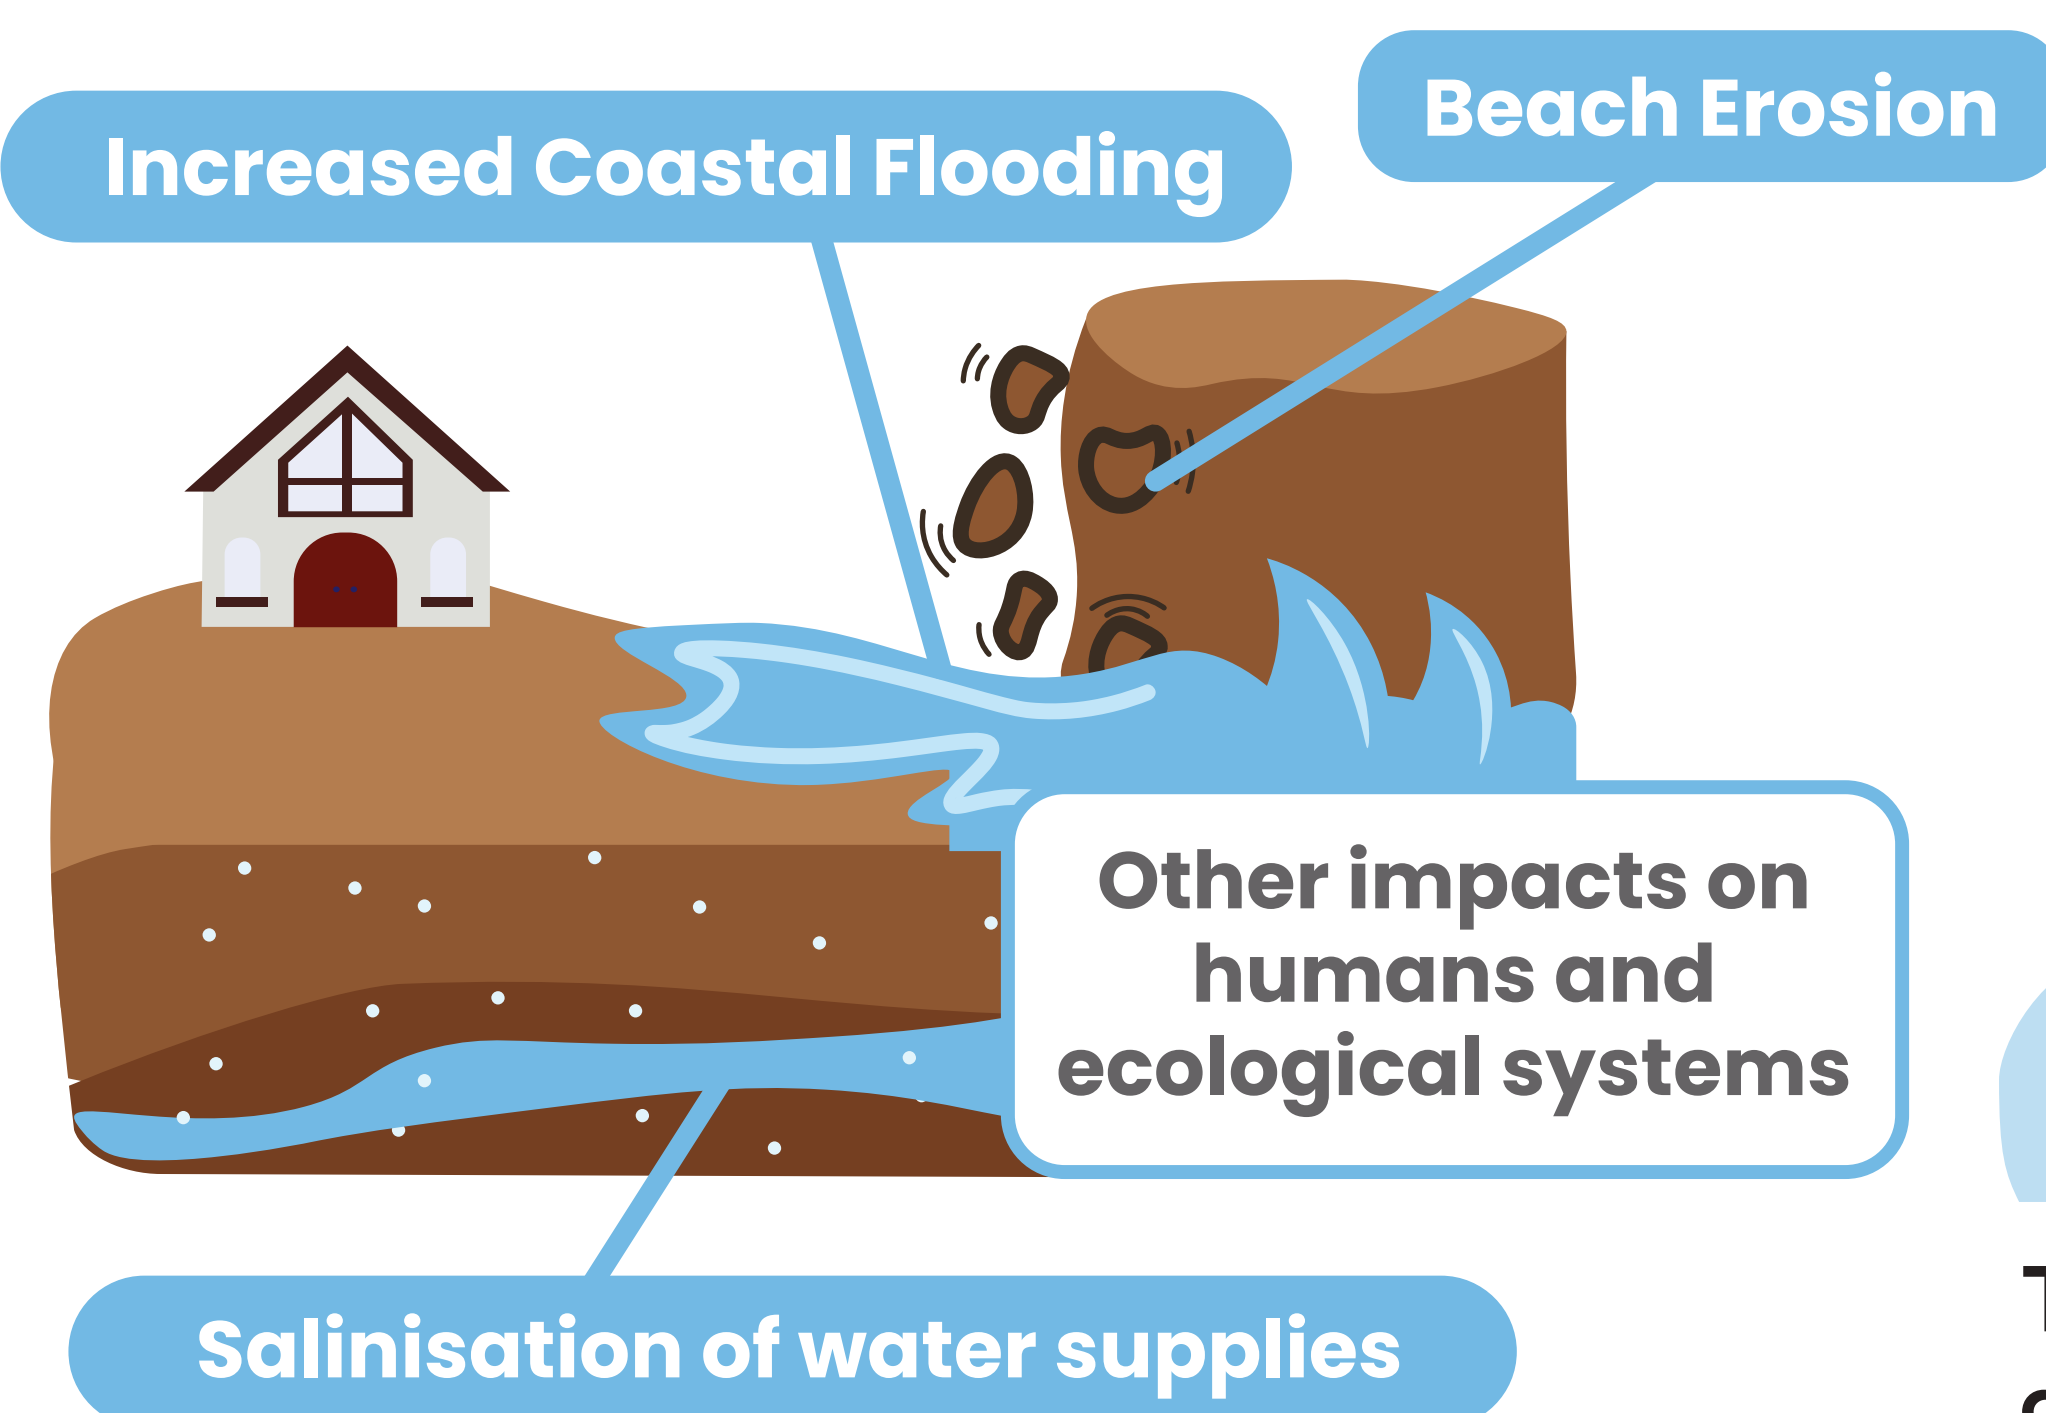 Beach Erosion
Increased Coastal Flooding
Other impacts on
humans and
ecological systems
Salinisation of water supplies